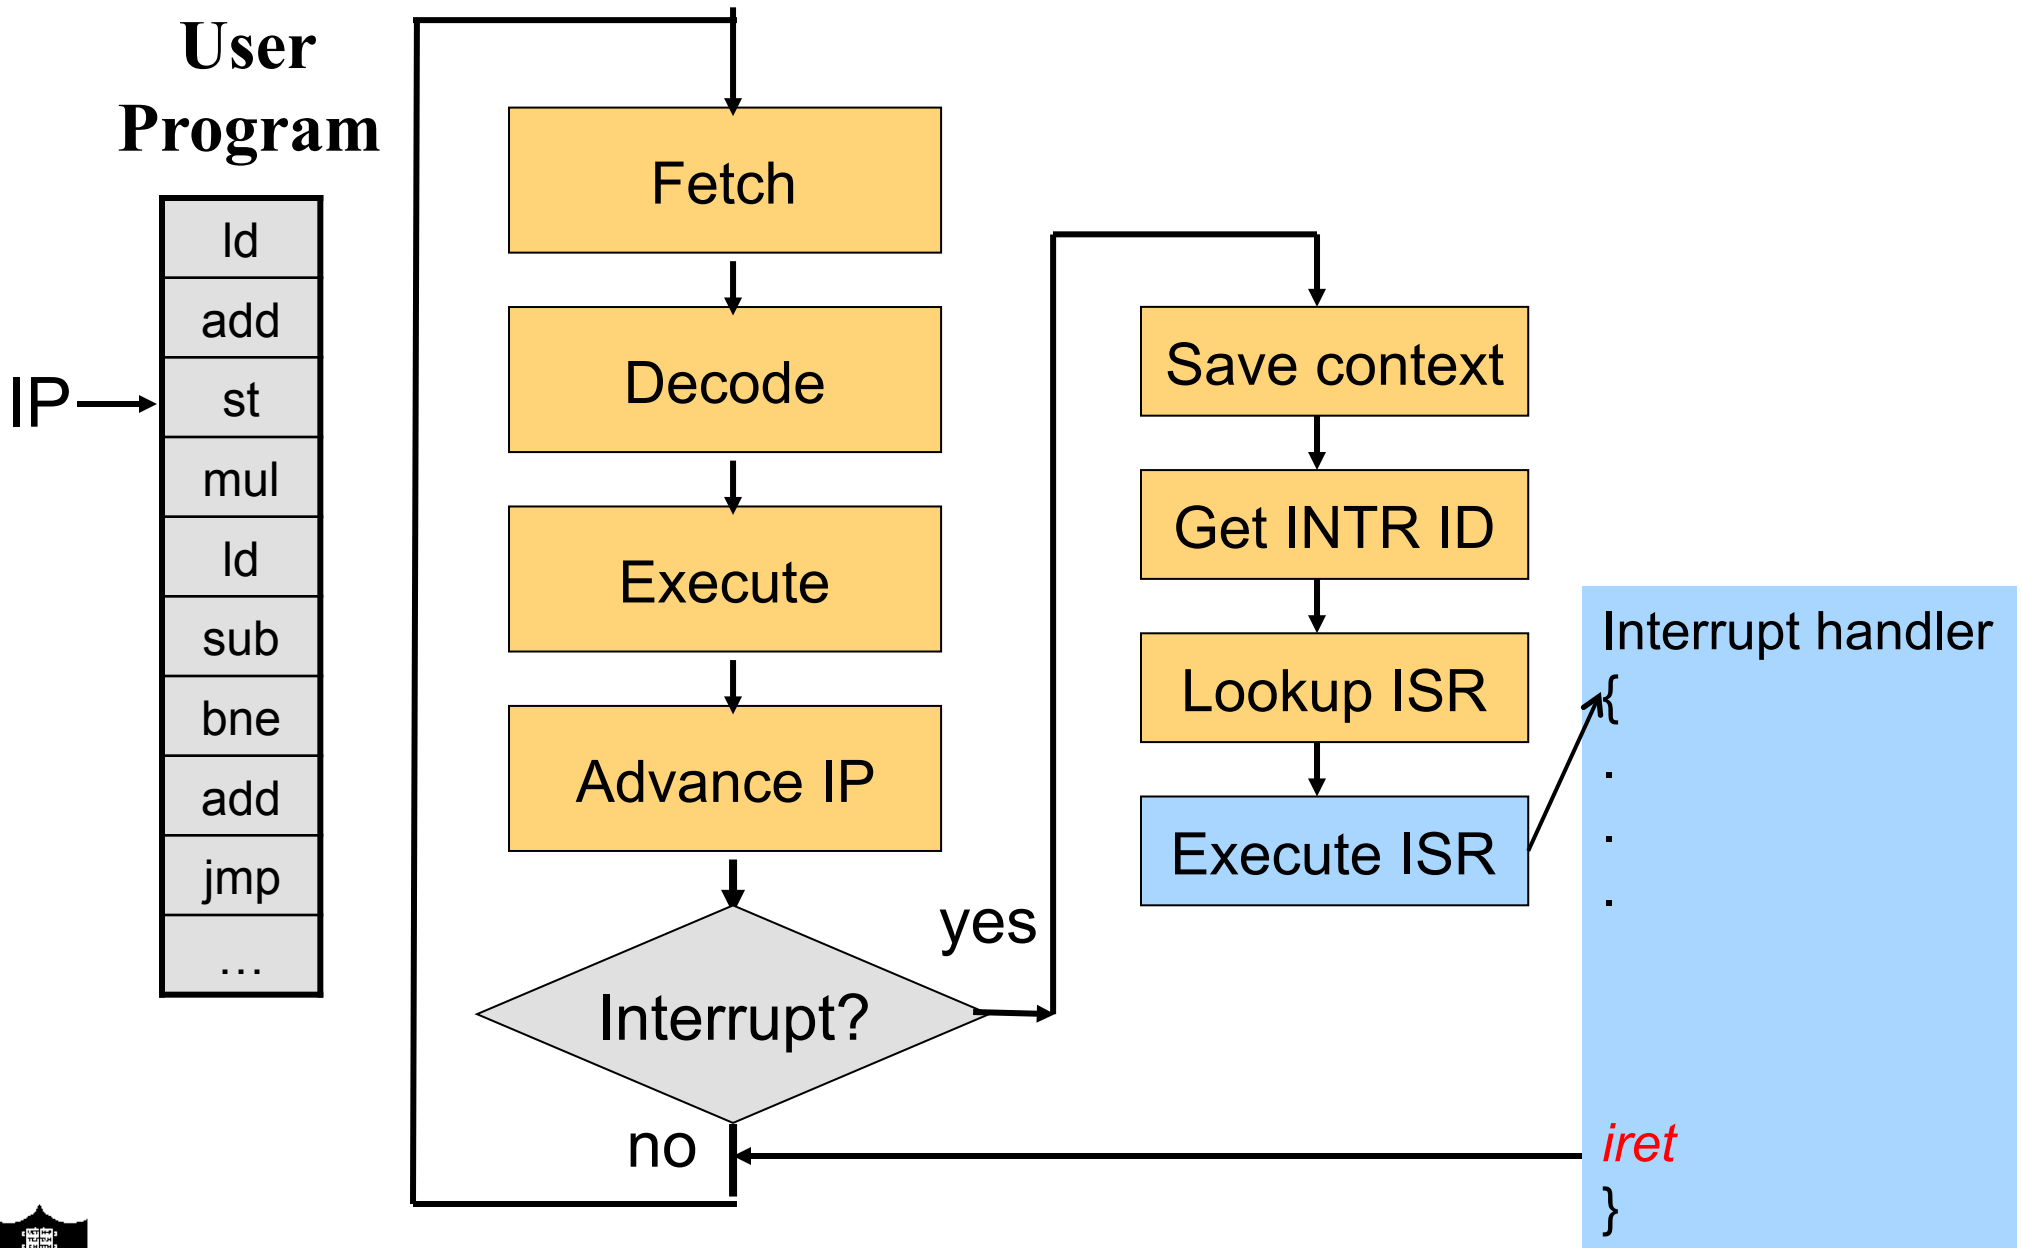 User
Program
ld
add
IP
st
mul
ld
sub
bne
add
jmp
…
Fetch
Decode
Execute
Advance IP
Interrupt?
yes
no
Save context
Get INTR ID
Lookup ISR
Execute ISR
Interrupt handler
{
.
.
.
iret
}